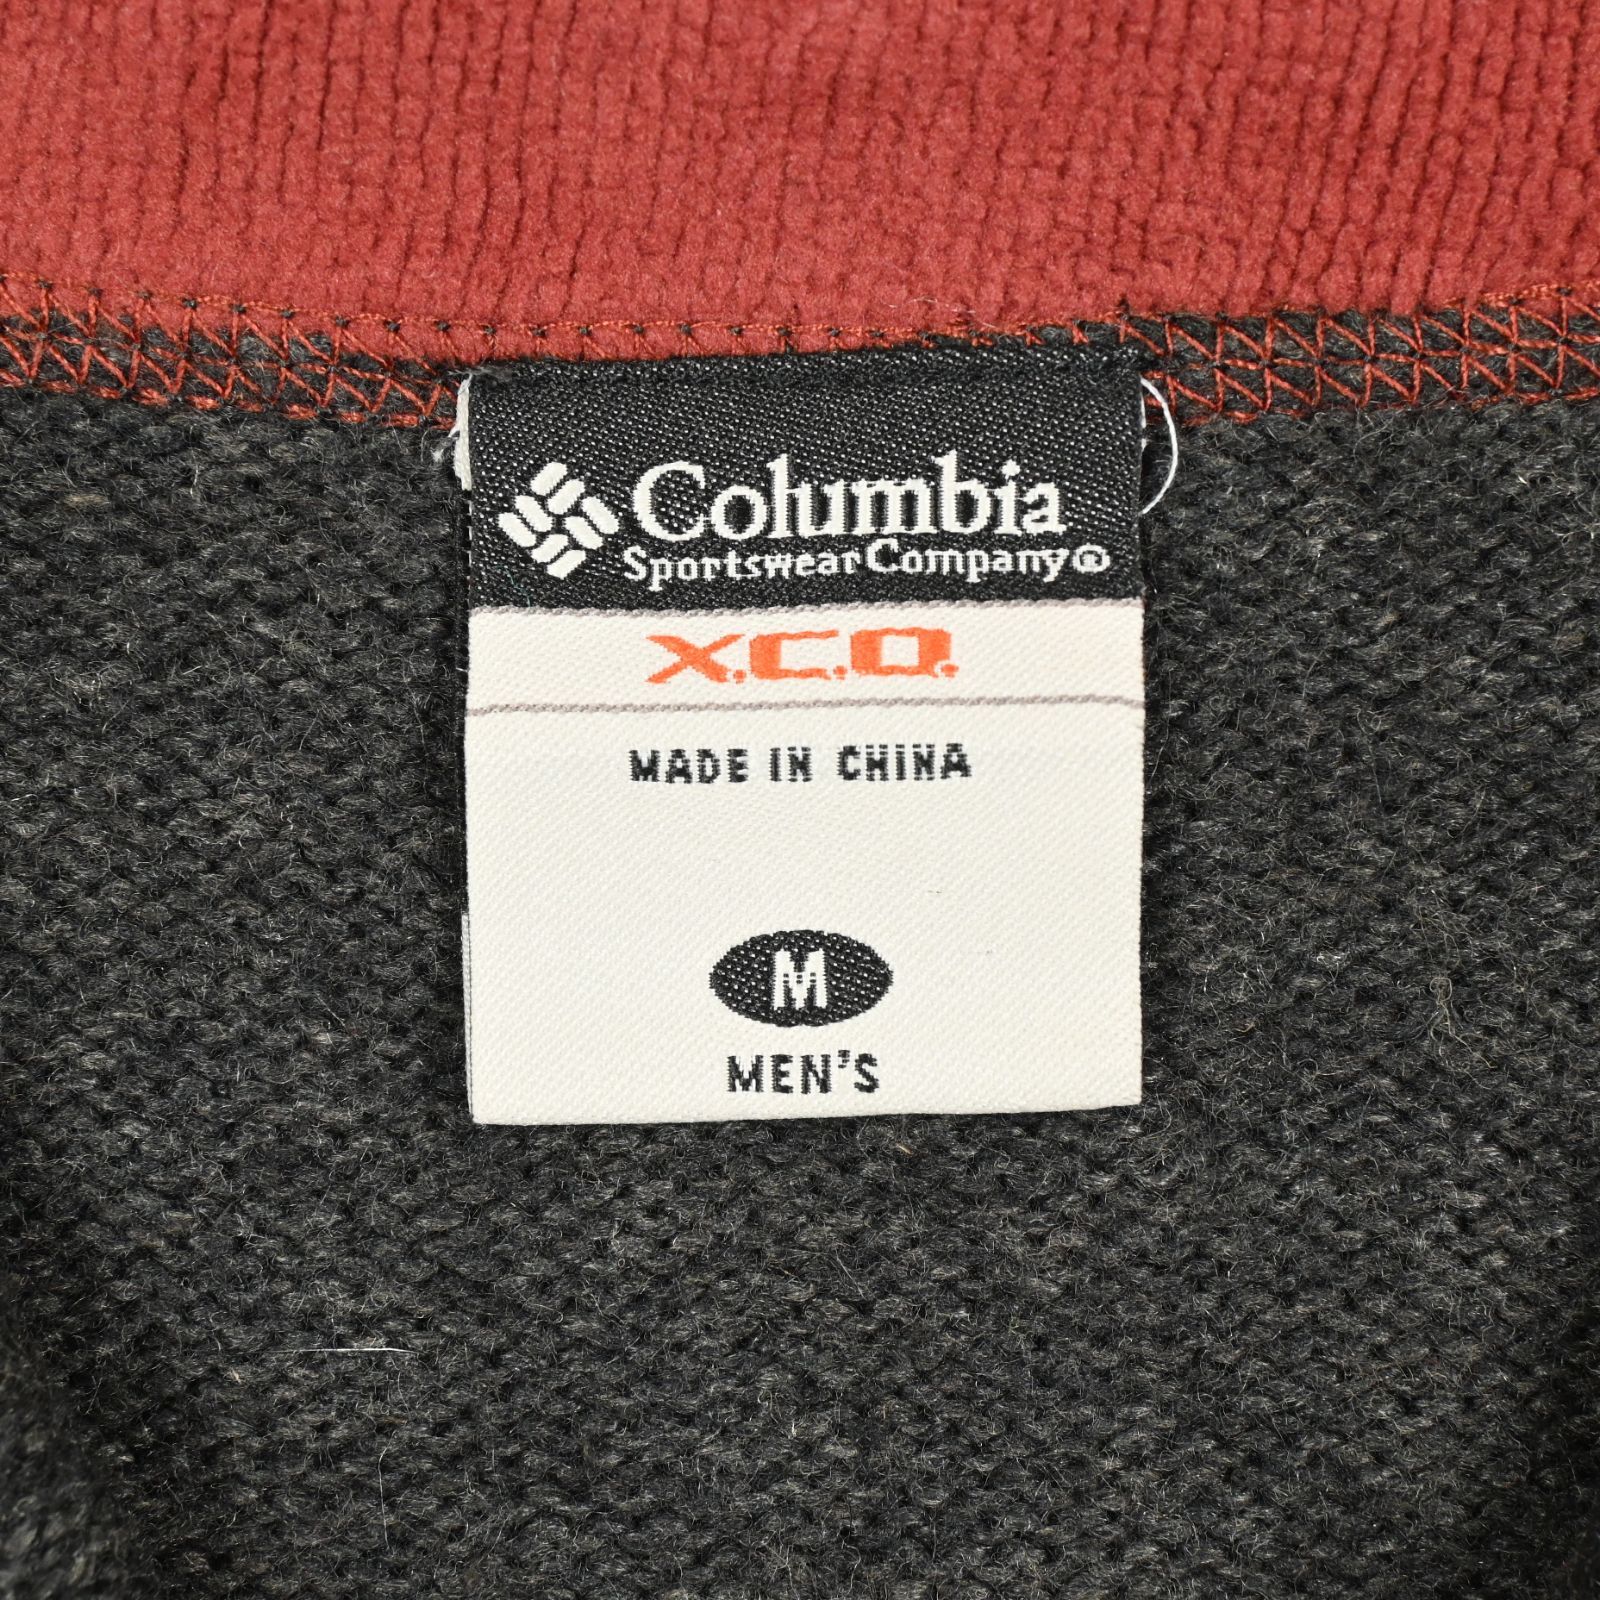 Columbia
Sportswear Company®
X.C.O.
MADE IN CHINA
M
MEN'S